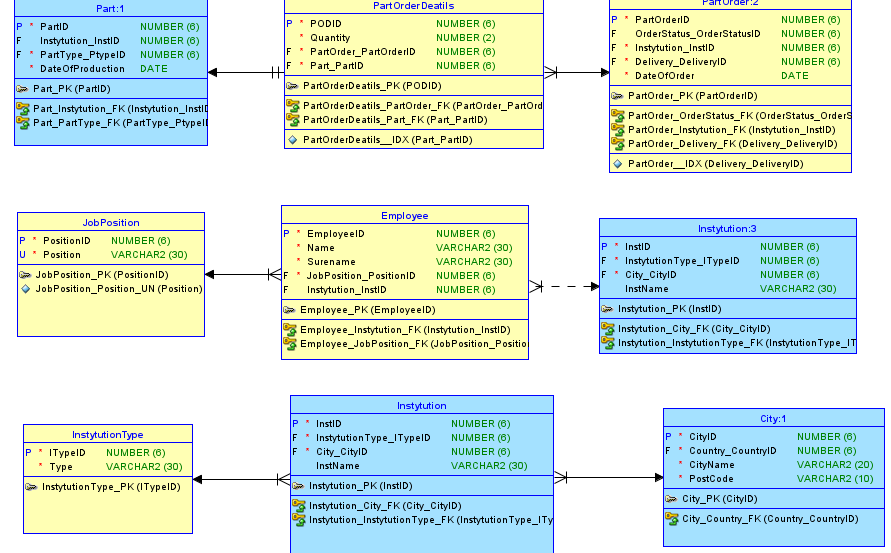 Part:1
P * PartID NUMBER (6)
F Instytution_InstID NUMBER (6)
F * PartType_PtypeID NUMBER (6)
* DateOfProduction DATE
Part_PK (PartID)
Part_Instytution_FK (Instytution_InstID
Part_PartType_FK (PartType_PtypeI
PartOrderDeatils
P * PODID NUMBER (6)
* Quantity NUMBER (2)
F * PartOrder_PartOrderID NUMBER (6)
F * Part_PartID NUMBER (6)
PartOrderDeatils_PK (PODID)
PartOrderDeatils_PartOrder_FK (PartOrder_PartOrd
PartOrderDeatils_Part_FK (Part_PartID)
PartOrderDeatils__IDX (Part_PartID)
PartOrder:2
P * PartOrderID NUMBER (6)
F OrderStatus_OrderStatusID NUMBER (6)
F * Instytution_InstID NUMBER (6)
F * Delivery_DeliveryID NUMBER (6)
* DateOfOrder DATE
PartOrder_PK (PartOrderID)
PartOrder_OrderStatus_FK (OrderStatus_OrderS
PartOrder_Instytution_FK (Instytution_InstID)
PartOrder_Delivery_FK (Delivery_DeliveryID)
PartOrder__IDX (Delivery_DeliveryID)
JobPosition
P * PositionID NUMBER (6)
U * Position VARCHAR2 (30)
JobPosition_PK (PositionID)
JobPosition_Position_UN (Position)
Employee
P * EmployeeID NUMBER (6)
* Name VARCHAR2 (30)
* Surename VARCHAR2 (30)
F * JobPosition_PositionID NUMBER (6)
F Instytution_InstID NUMBER (6)
Employee_PK (EmployeeID)
Employee_Instytution_FK (Instytution_InstID)
Employee_JobPosition_FK (JobPosition_Positio
Instytution:3
P * InstID NUMBER (6)
F * InstytutionType_ITypeID NUMBER (6)
F * City_CityID NUMBER (6)
InstName VARCHAR2 (30)
Instytution_PK (InstID)
Instytution_City_FK (City_CityID)
Instytution_InstytutionType_FK (InstytutionType_IT
InstytutionType
P * ITypeID NUMBER (6)
* Type VARCHAR2 (30)
InstytutionType_PK (ITypeID)
Instytution
P * InstID NUMBER (6)
F * InstytutionType_ITypeID NUMBER (6)
F * City_CityID NUMBER (6)
InstName VARCHAR2 (30)
Instytution_PK (InstID)
Instytution_City_FK (City_CityID)
Instytution_InstytutionType_FK (InstytutionType_ITy
City:1
P * CityID NUMBER (6)
F * Country_CountryID NUMBER (6)
* CityName VARCHAR2 (20)
* PostCode VARCHAR2 (10)
City_PK (CityID)
City_Country_FK (Country_CountryID)